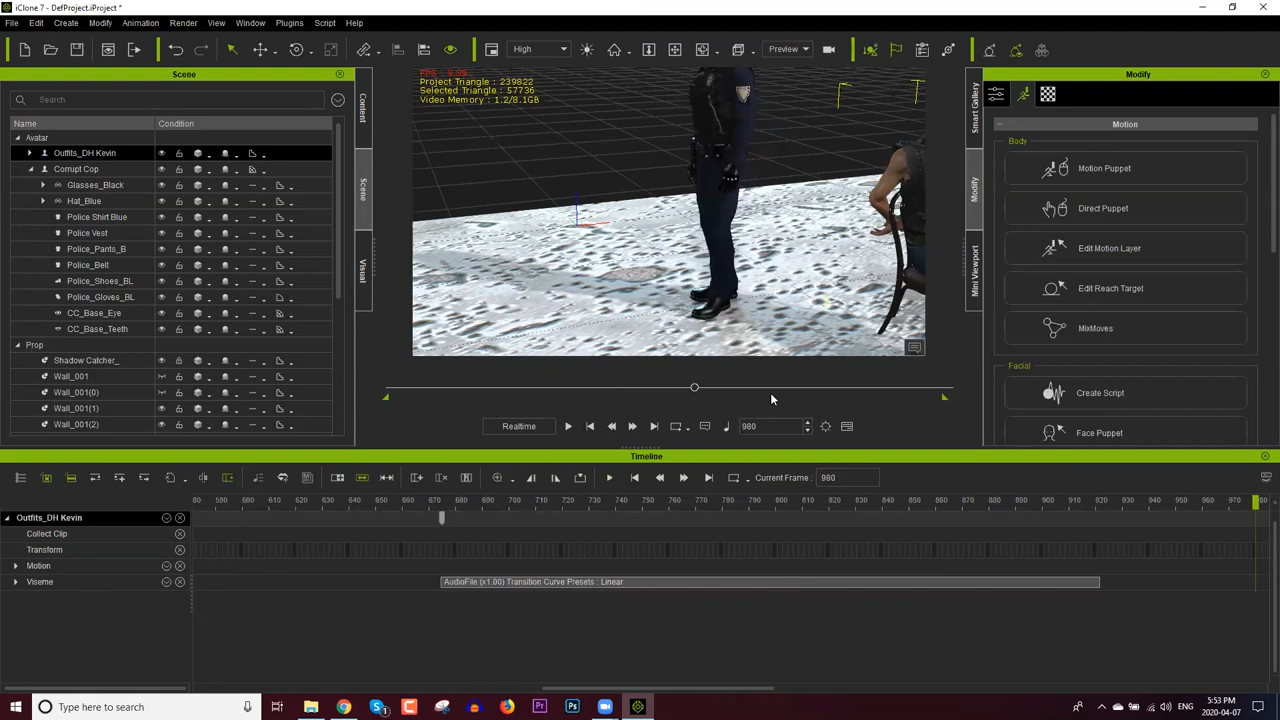 iClone 7 - DefProject.iProject *
File Edit Create Modify Animation Render View Window Plugins Script Help
High
Preview
Scene
Search
Name Condition
Avatar
Outfits_DH Kevin
Corrupt Cop
Glasses_Black
Hat_Blue
Police Shirt Blue
Police Vest
Police_Pants_B
Police_Belt
Police_Shoes_BL
Police_Gloves_BL
CC_Base_Eye
CC_Base_Teeth
Prop
Shadow Catcher_
Wall_001
Wall_001(0)
Wall_001(1)
Wall_001(2)
Content
Scene
Visual
Project Triangle : 239822
Selected Triangle : 57736
Video Memory : 1.2/8.1GB
Realtime
980
Smart Gallery
Modify
Mini Viewport
Modify
Motion
Body
Motion Puppet
Direct Puppet
Edit Motion Layer
Edit Reach Target
MixMoves
Facial
Create Script
Face Puppet
Timeline
Current Frame : 980
590 600 610 620 630 640 650 660 670 680 690 700 710 720 730 740 750 760 770 780 790 800 810 820 830 840 850 860 870 880 890 900 910 920 930 940 950 960 970
Outfits_DH Kevin
Collect Clip
Transform
Motion
Viseme
AudioFile (x1.00) Transition Curve Presets : Linear
Type here to search
ENG
5:53 PM
2020-04-07